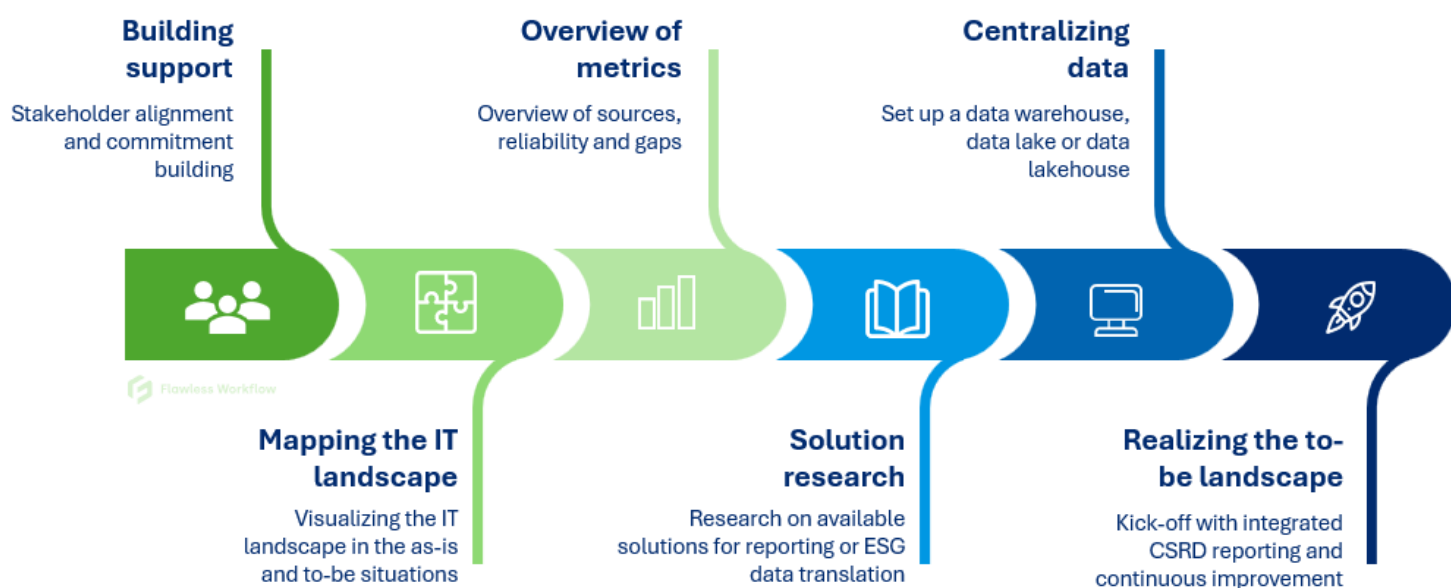 Building
support
Stakeholder alignment
and commitment
building
Overview of
metrics
Overview of sources,
reliability and gaps
Centralizing
data
Set up a data warehouse,
data lake or data
lakehouse
Flowless Workflow
Mapping the IT
landscape
Visualizing the IT
landscape in the as-is
and to-be situations
Solution
research
Research on available
solutions for reporting or ESG
data translation
Realizing the to-
be landscape
Kick-off with integrated
CSRD reporting and
continuous improvement